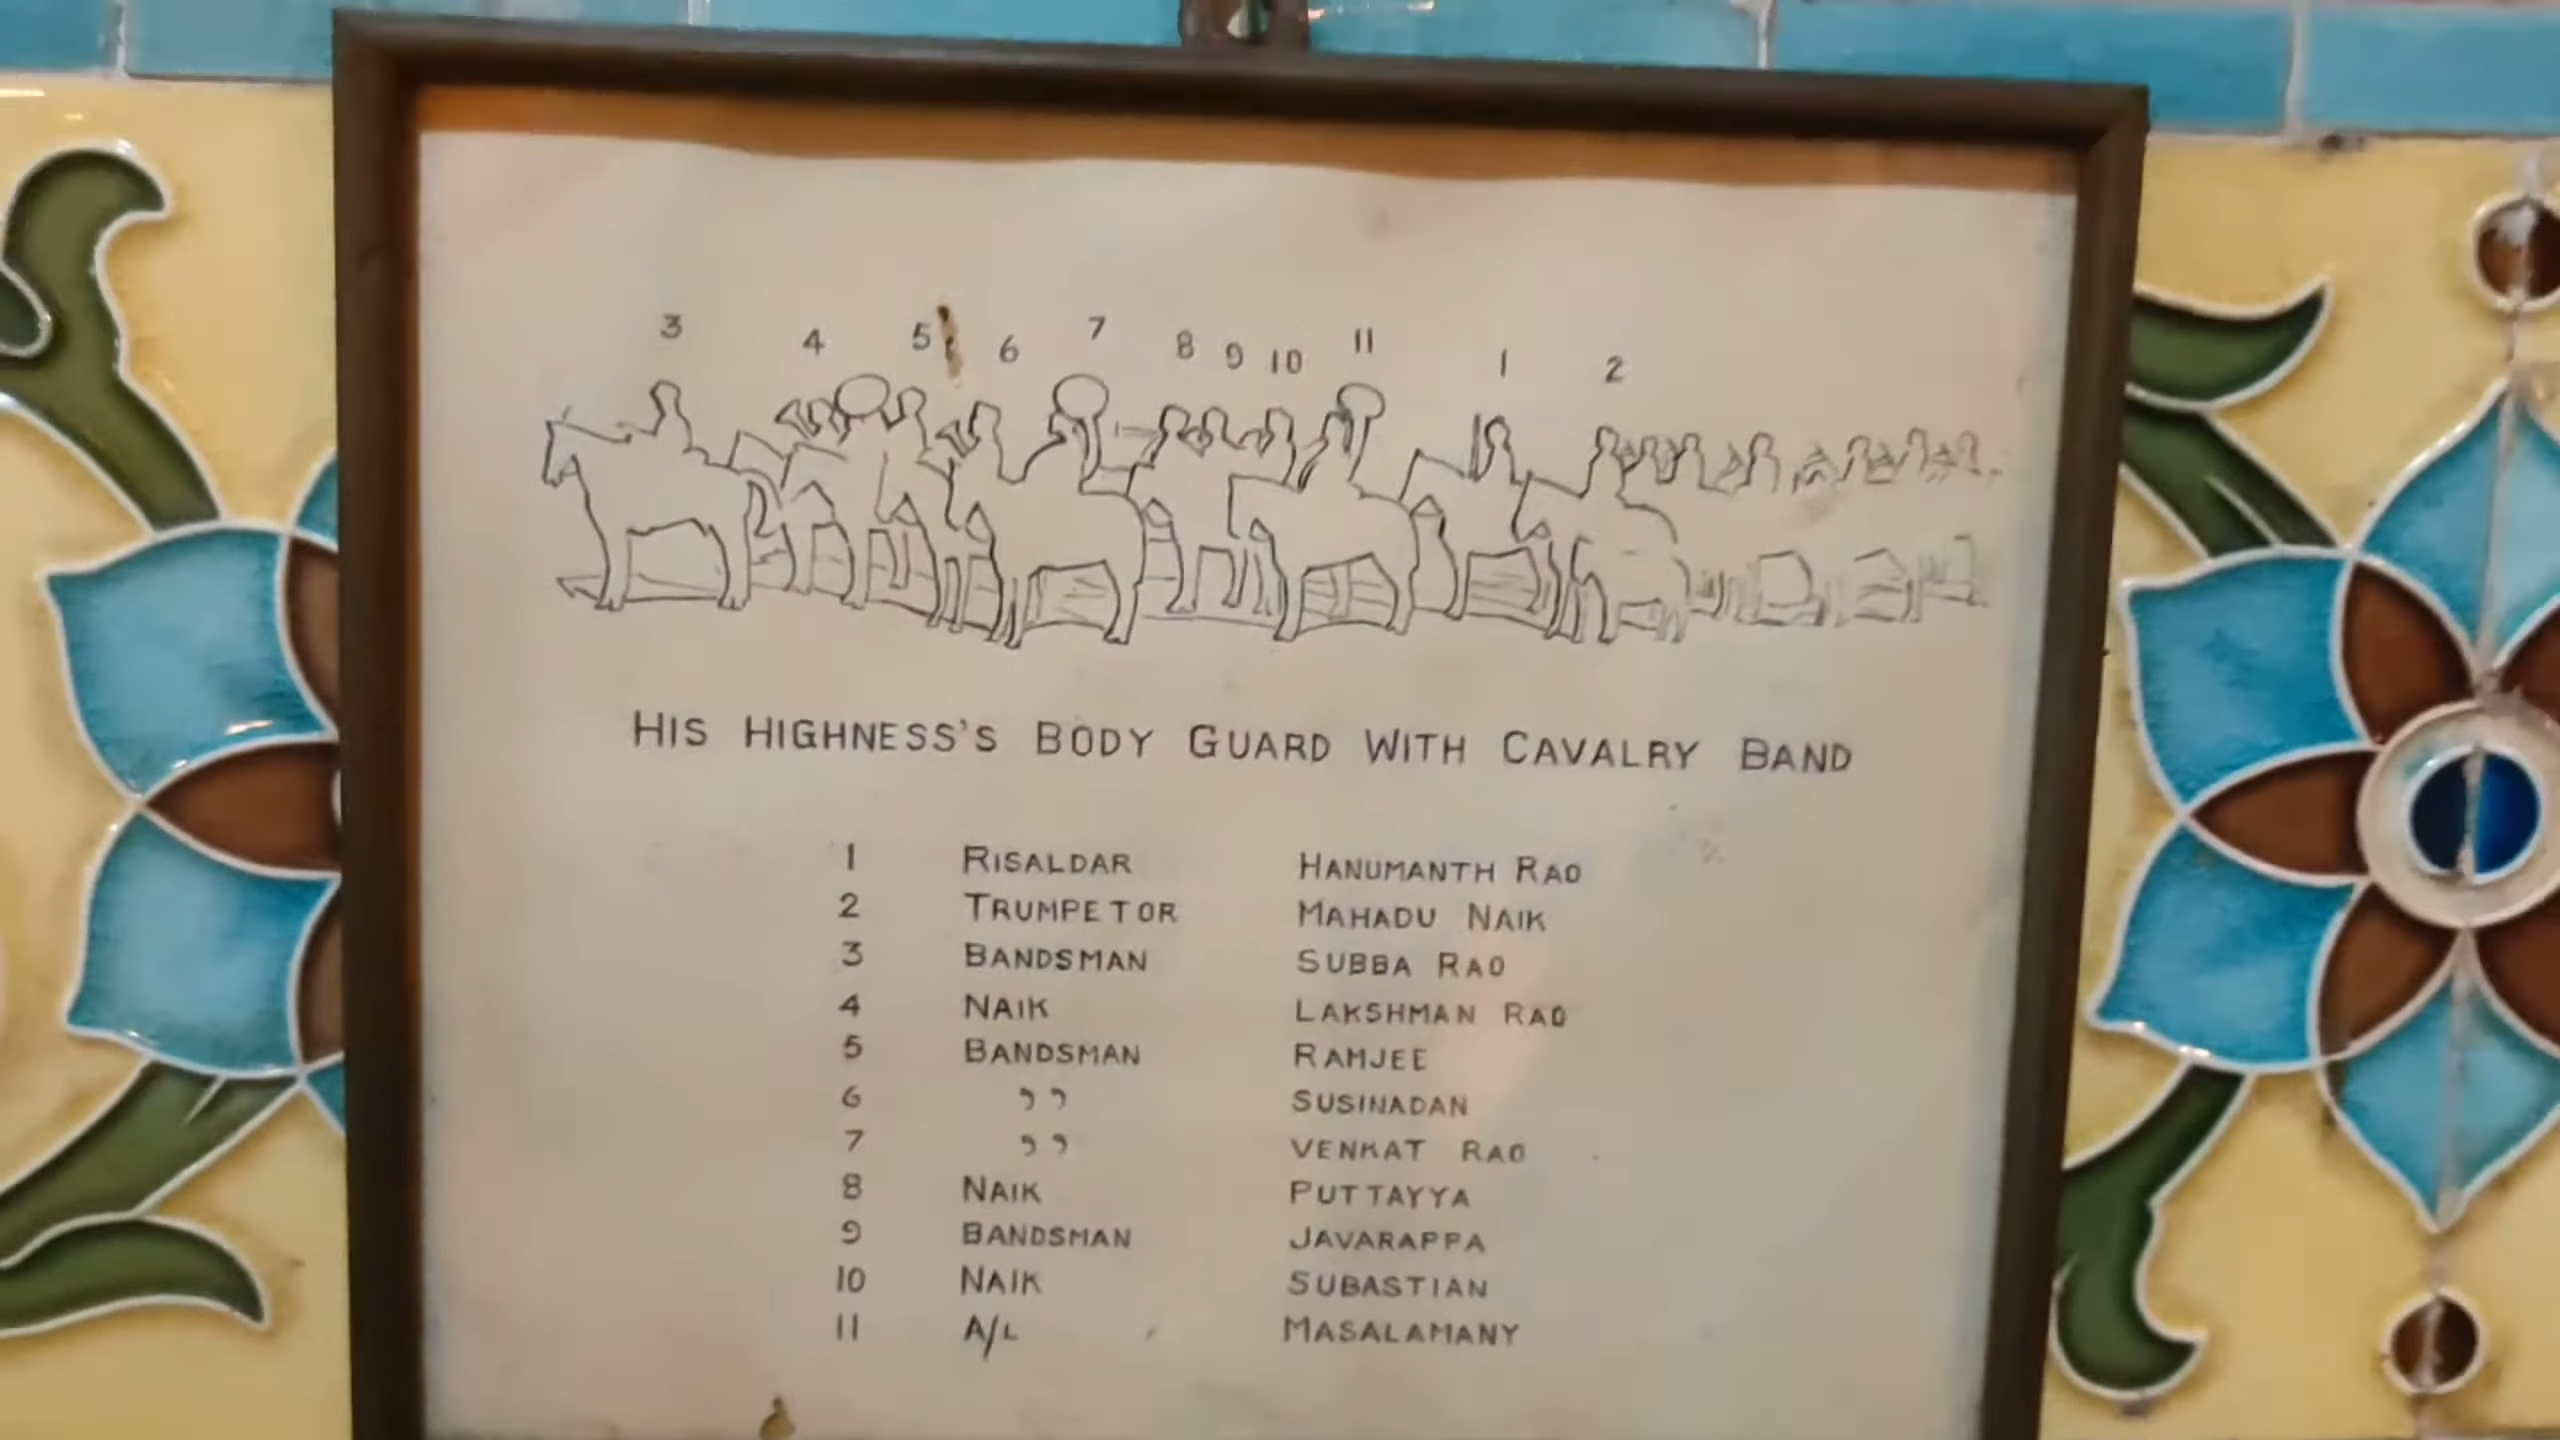 3 4 5 6 7 8 9 10 11 1 2
HIS HIGHNESS'S BODY GUARD WITH CAVALRY BAND
1 RISALDAR HANUMANTH RAO
2 TRUMPETOR MAHADU NAIK
3 BANDSMAN SUBBA RAO
4 NAIK LAKSHMAN RAO
5 BANDSMAN RAMJEE
6 ,, SUSINADAN
7 ,, VENKAT RAO
8 NAIK PUTTAYYA
9 BANDSMAN JAVARAPPA
10 NAIK SUBASTIAN
11 A/L MASALAMANY